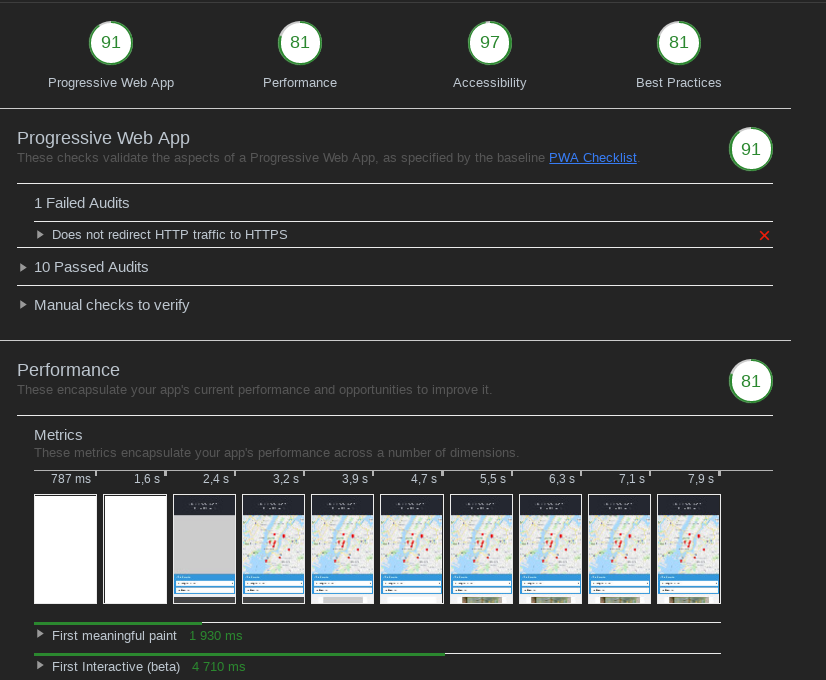 91 81 97 81
Progressive Web App Performance Accessibility Best Practices
Progressive Web App
These checks validate the aspects of a Progressive Web App, as specified by the baseline PWA Checklist.
91
1 Failed Audits
Does not redirect HTTP traffic to HTTPS
10 Passed Audits
Manual checks to verify
Performance
These encapsulate your app's current performance and opportunities to improve it.
81
Metrics
These metrics encapsulate your app's performance across a number of dimensions.
787 ms 1,6 s 2,4 s 3,2 s 3,9 s 4,7 s 5,5 s 6,3 s 7,1 s 7,9 s
First meaningful paint 1 930 ms
First Interactive (beta) 4 710 ms